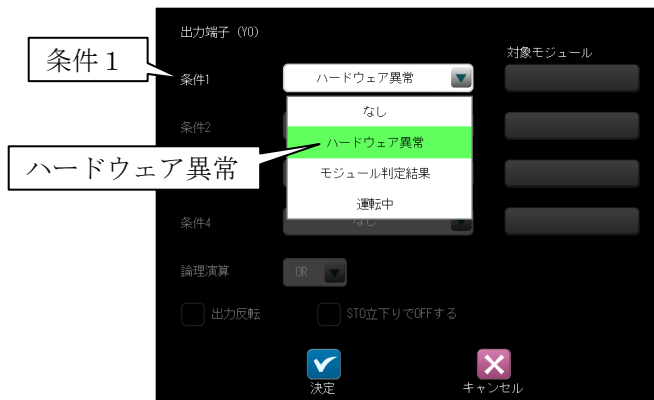 出力端子 (Y0)
対象モジュール
条件1
条件1
ハードウェア異常
なし
条件2
ハードウェア異常
ハードウェア異常
モジュール判定結果
運転中
条件4
なし
論理演算
OR
出力反転
STO立下りでOFFする
決定
キャンセル